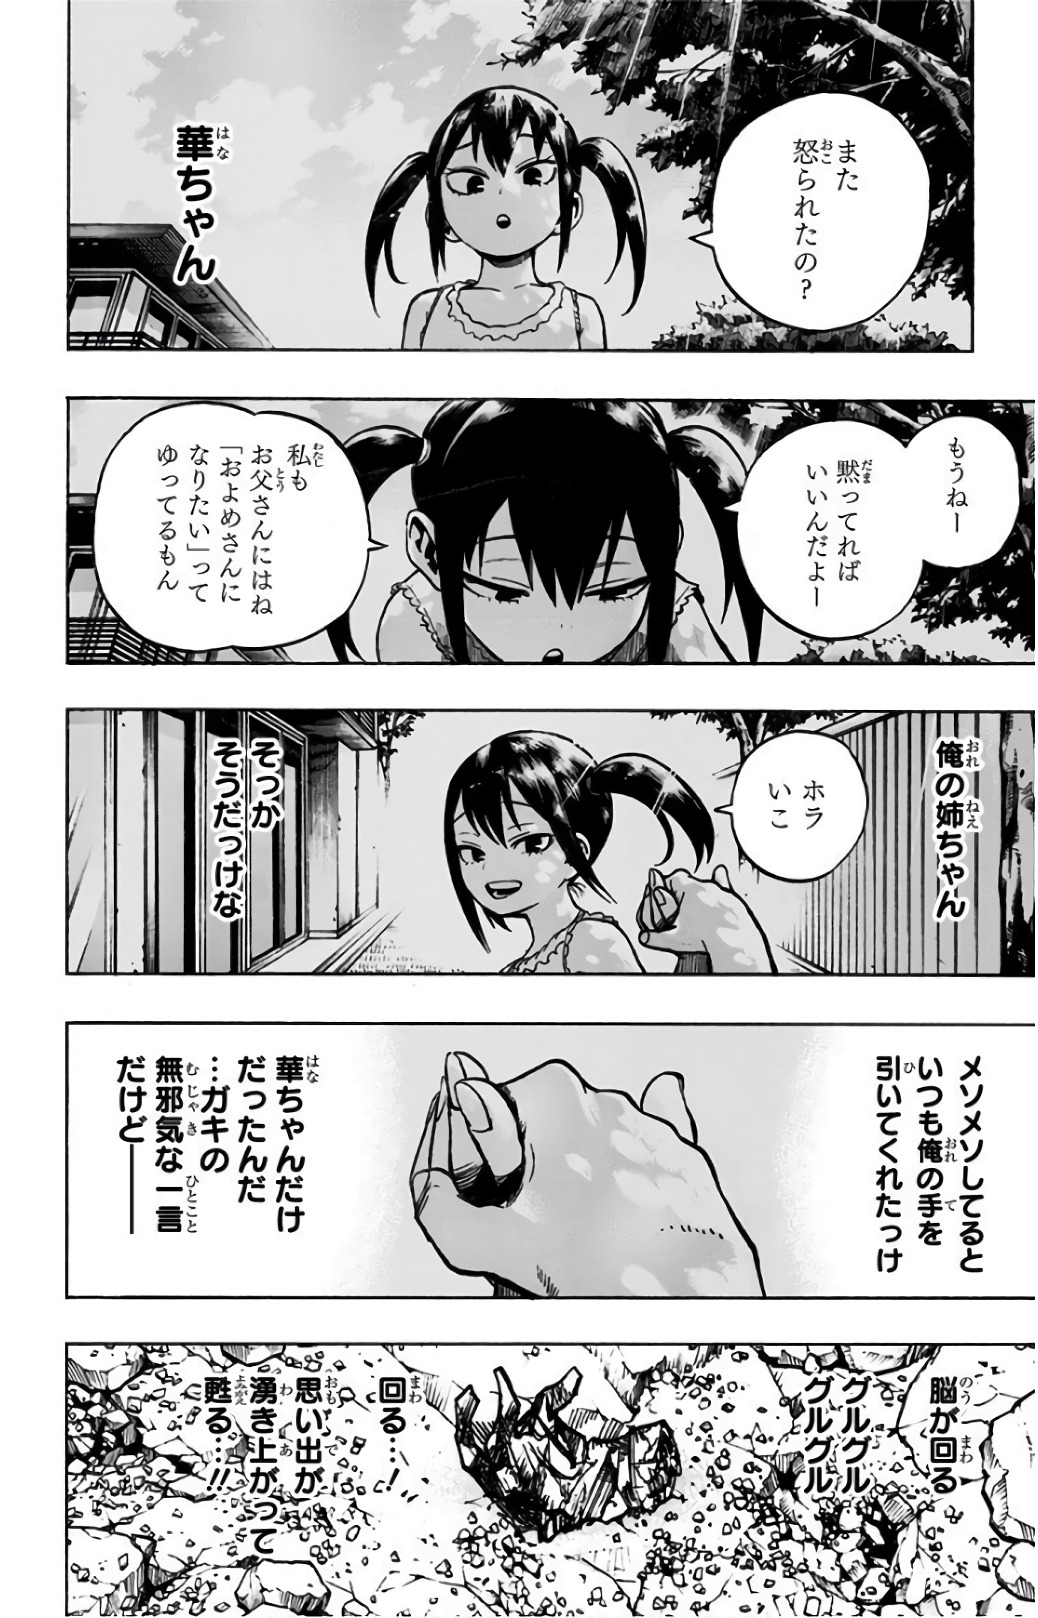 また
怒られたの?
華ちゃん
もうねー
黙ってれば
いいんだよー
私も
お父さんにはね
「およめさんに
なりたい」って
ゆってるもん
俺の姉ちゃん
ホラ
いこ
そっか
そうだっけな
メソメソしてると
いつも俺の手を
引いてくれたっけ
華ちゃんだけ
だったんだ
…ガキの
無邪気な一言
だけど――
脳が回る
グルグル
グルグル
回る…!
思い出が
湧き上がって
甦る…!!